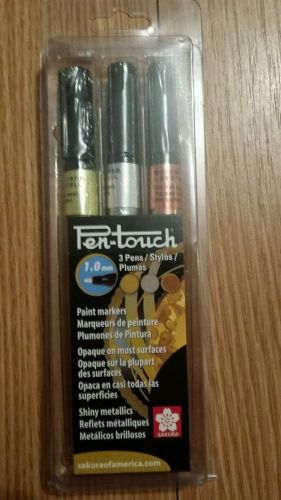 Pen-touch
1.0 mm
3 Pens / Stylos /
Plumas
Paint markers
Marqueurs de peinture
Plumones de Pintura
Opaque on most surfaces
Opaque sur la plupart
des surfaces
Opaca en casi todas las
superficies
Shiny metallics
Reflets métalliques
Metálicos brillosos
SAKURA
sakuraofamerica.com